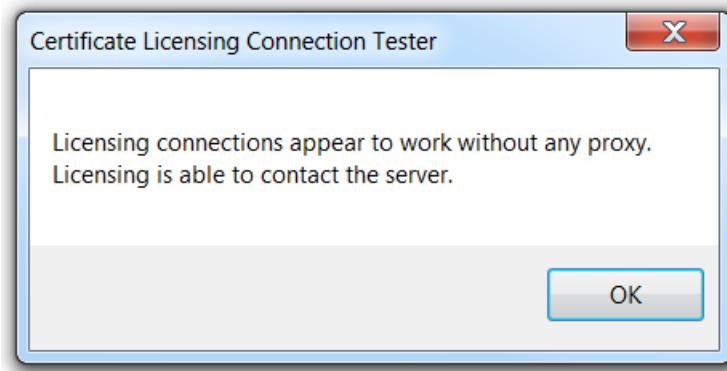 Certificate Licensing Connection Tester
Licensing connections appear to work without any proxy.
Licensing is able to contact the server.
OK